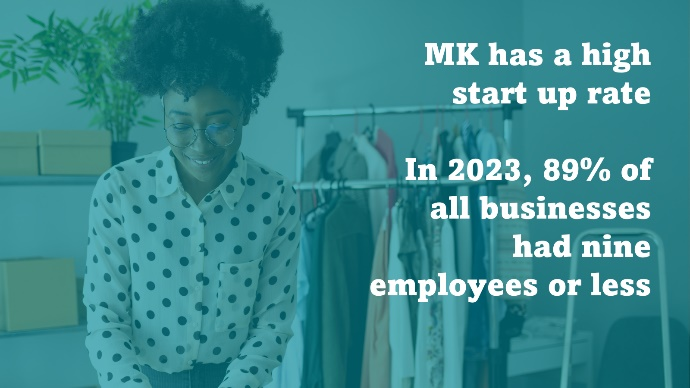 MK has a high
start up rate
In 2023, 89% of
all businesses
had nine
employees or less